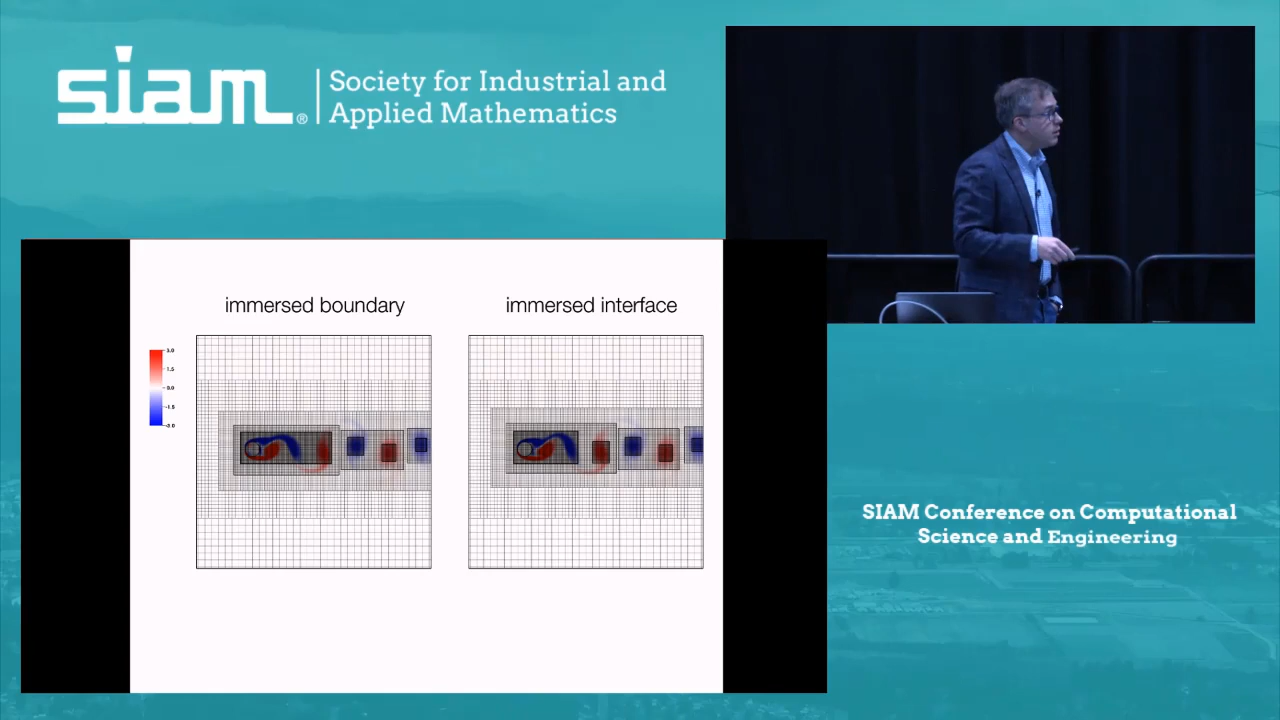 siam® Society for Industrial and
Applied Mathematics
immersed boundary
immersed interface
3.0
1.5
0.0
-1.5
-3.0
SIAM Conference on Computational
Science and Engineering